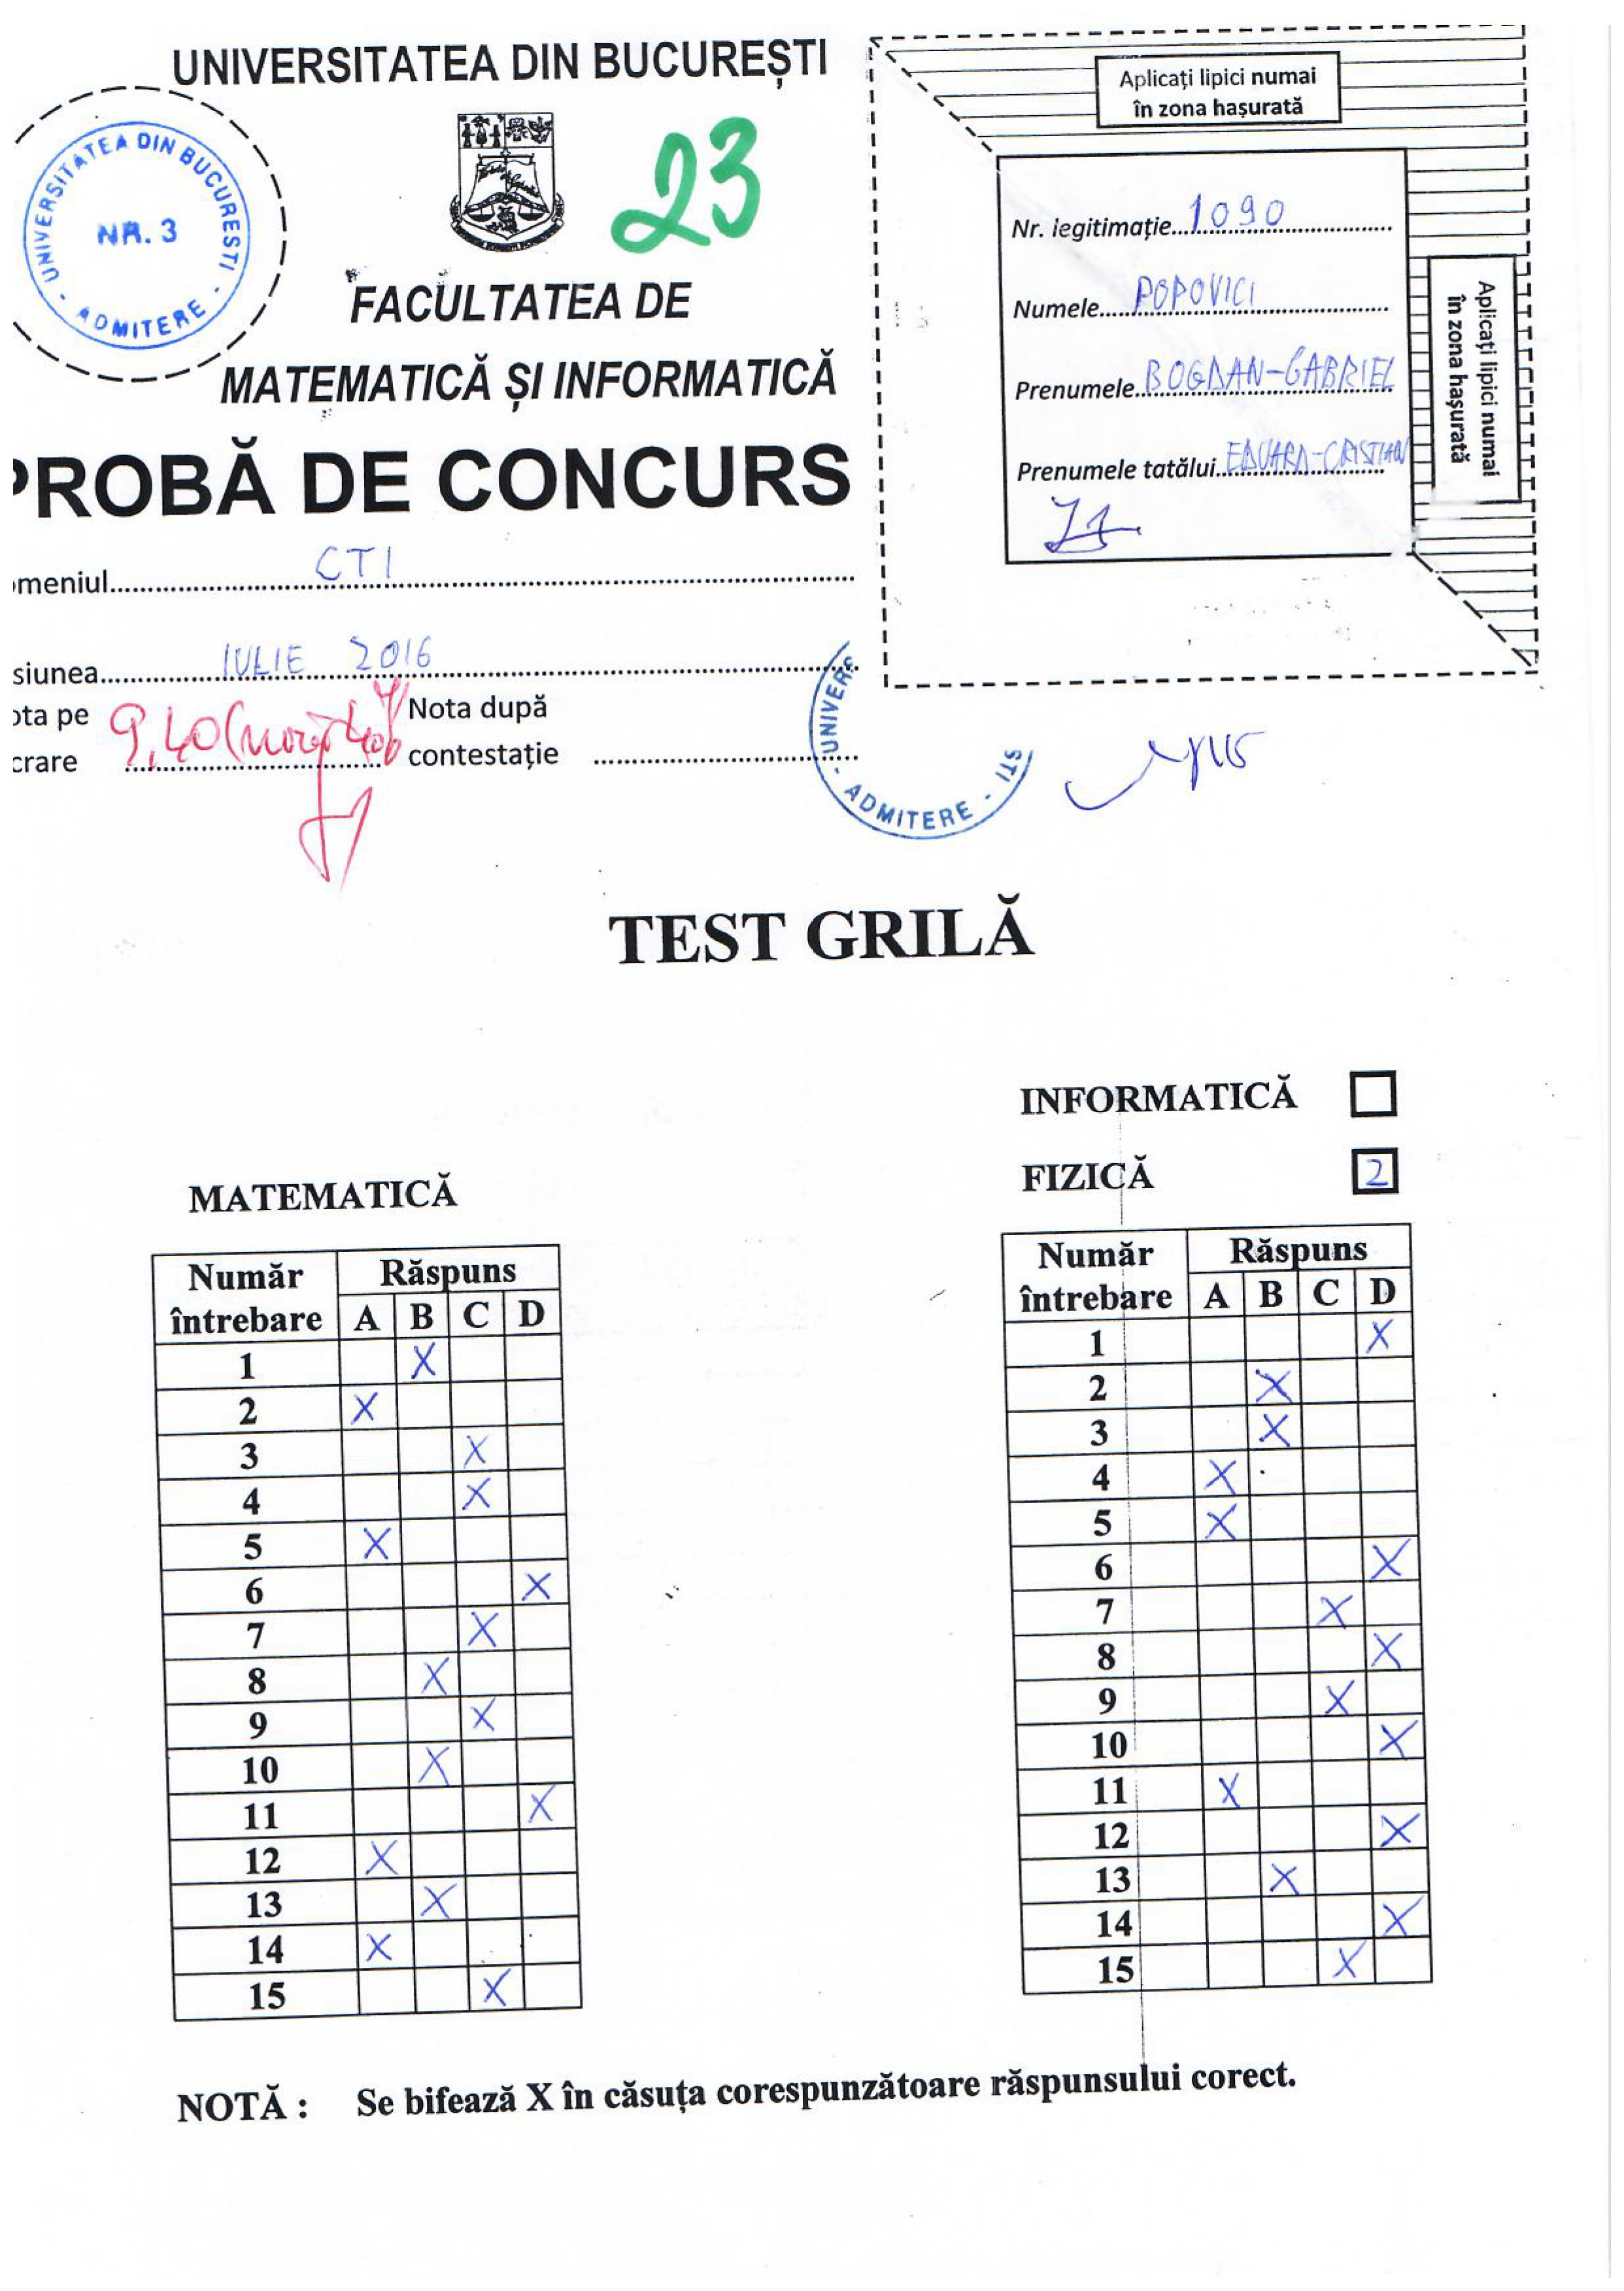 UNIVERSITATEA DIN BUCUREȘTI
UNIVERSITATEA DIN BUCURESTI - ADMITERE -
NR. 3
23
FACULTATEA DE
MATEMATICĂ ȘI INFORMATICĂ
PROBĂ DE CONCURS
omeniul CTI
siunea IULIE 2016
ota pe
crare
9,40
Nota după
contestație
UNIVERS
- ADMITERE -
STI
Aplicați lipici numai
în zona hașurată
Nr. legitimație 1090
Numele POPOVICI
Prenumele BOGDAN-GABRIEL
Prenumele tatălui EDUARD-CRISTIAN
Aplicați lipici numai
în zona hașurată
TEST GRILĂ
INFORMATICĂ
FIZICĂ 2
MATEMATICĂ
Număr întrebare Răspuns
A B C D
1 X
2 X
3 X
4 X
5 X
6 X
7 X
8 X
9 X
10 X
11 X
12 X
13 X
14 X
15 X
Număr întrebare Răspuns
A B C D
1 X
2 X
3 X
4 X
5 X
6 X
7 X
8 X
9 X
10 X
11 X
12 X
13 X
14 X
15 X
NOTĂ : Se bifează X în căsuța corespunzătoare răspunsului corect.